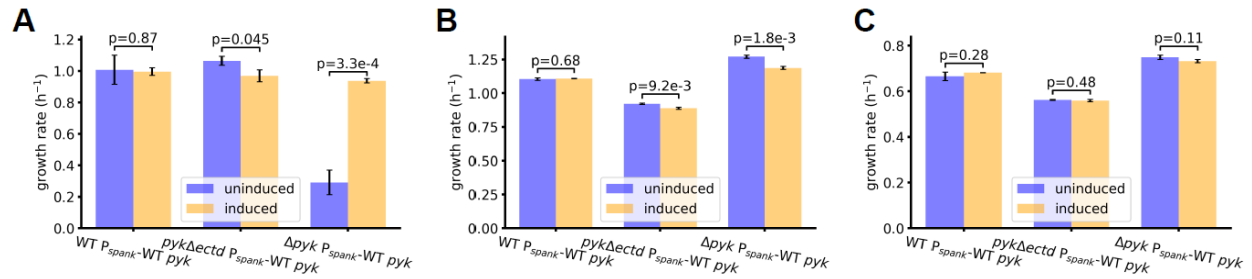 A
growth rate (h⁻¹)
1.2
1.0
0.8
0.6
0.4
0.2
0.0
p=0.87
p=0.045
p=3.3e-4
uninduced
induced
WT Pspank-WT pyk
pykΔectd Pspank-WT pyk
Δpyk Pspank-WT pyk
B
growth rate (h⁻¹)
1.25
1.00
0.75
0.50
0.25
0.00
p=0.68
p=9.2e-3
p=1.8e-3
uninduced
induced
WT Pspank-WT pyk
pykΔectd Pspank-WT pyk
Δpyk Pspank-WT pyk
C
growth rate (h⁻¹)
0.8
0.6
0.4
0.2
0.0
p=0.28
p=0.48
p=0.11
uninduced
induced
WT Pspank-WT pyk
pykΔectd Pspank-WT pyk
Δpyk Pspank-WT pyk